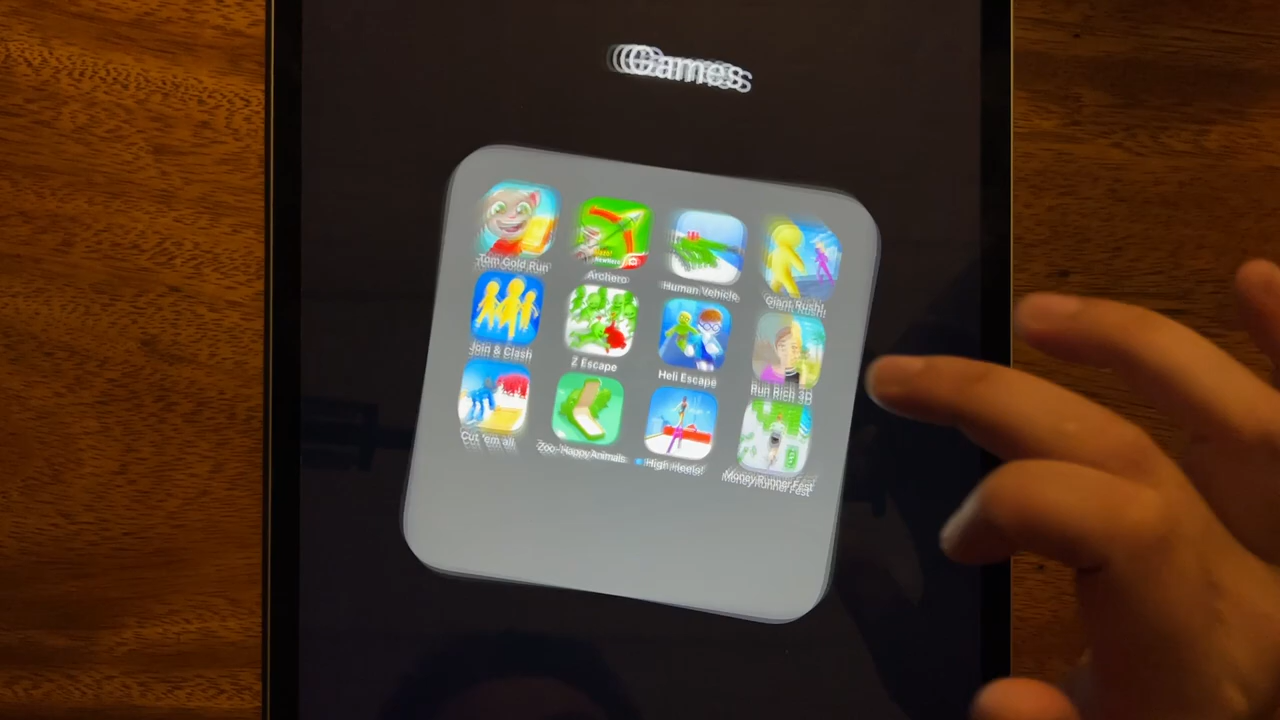 Games
Tom Gold Run
Archero
Human Vehicle
Giant Rush!
Join & Clash
Z Escape
Heli Escape
Run Rich 3D
Cut 'em all
Zoo - Happy Animals
High Heels!
Money Runner Fest